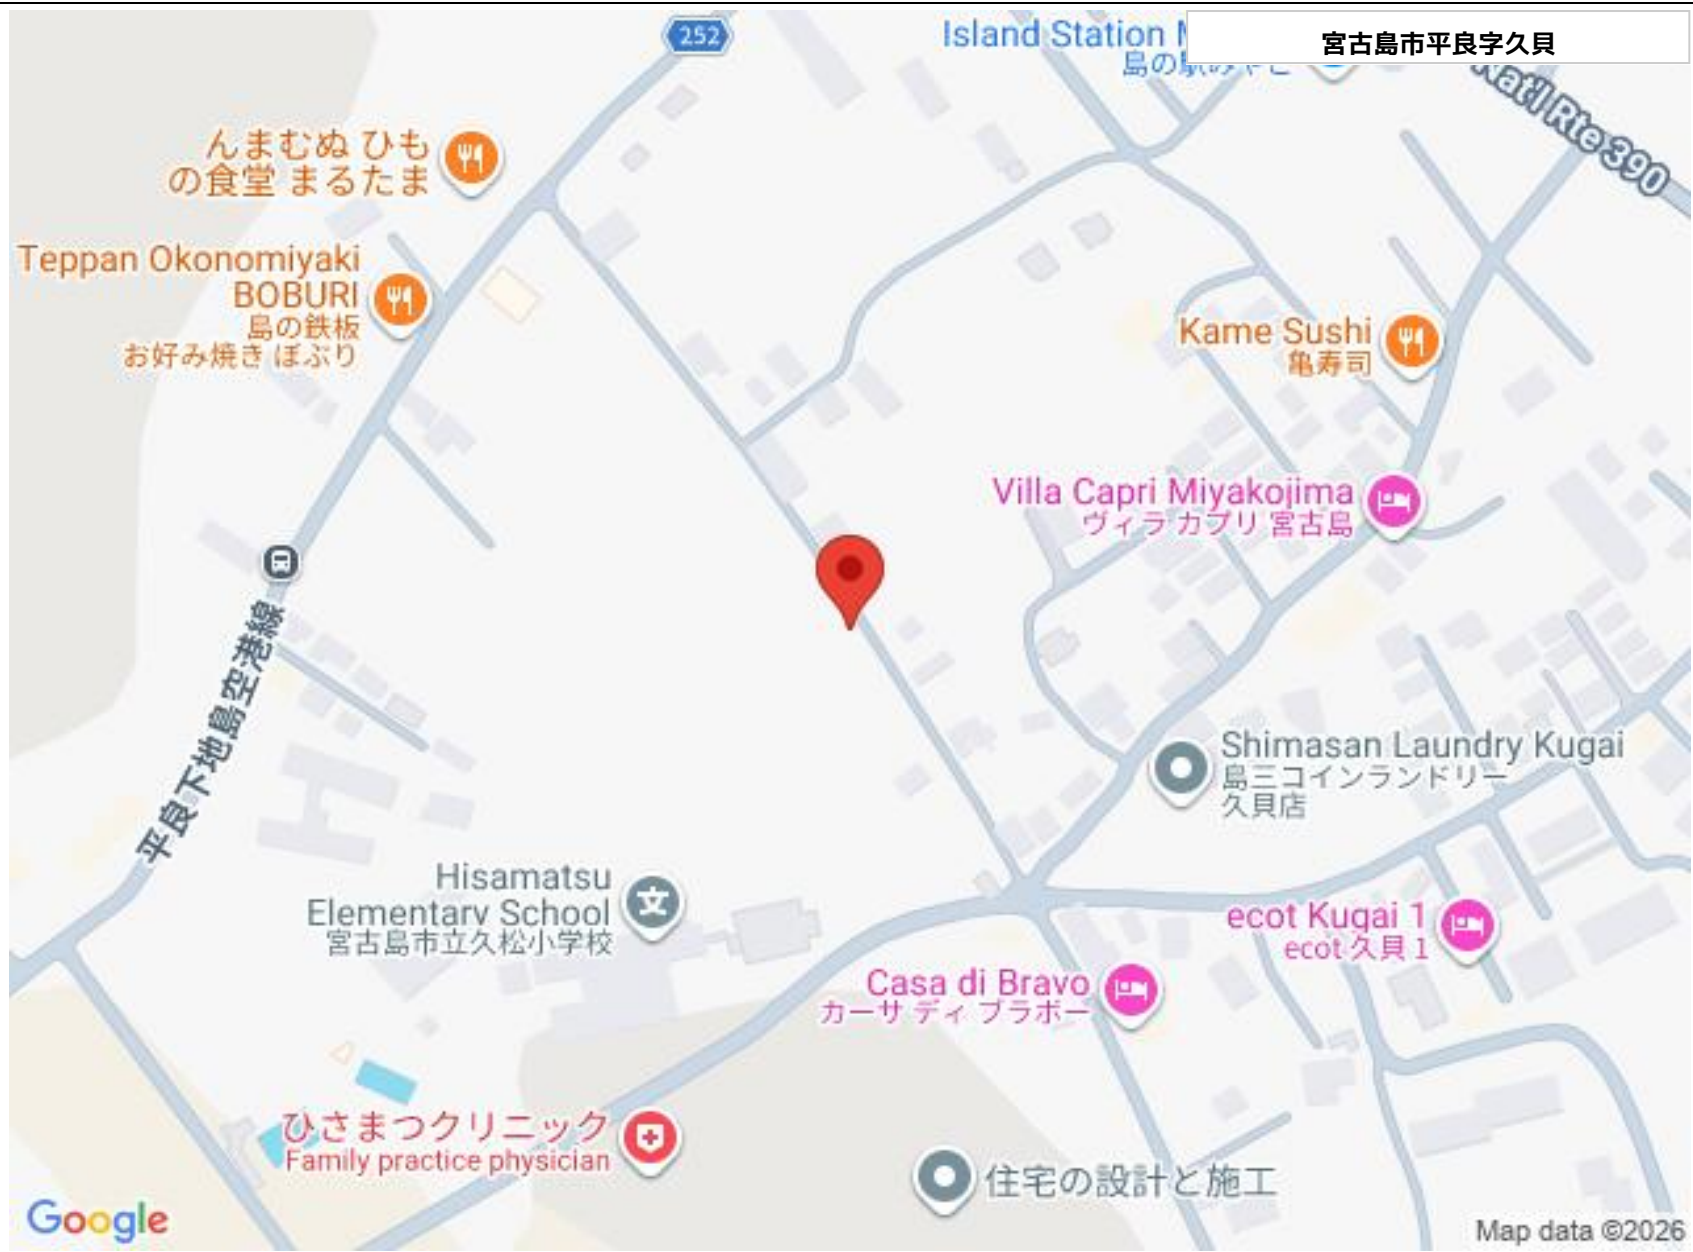 252
Island Station
宮古島市平良字久貝
島の駅みやこ
Nat'l Rte 390
んまむぬ ひも
の食堂 まるたま
Teppan Okonomiyaki
BOBURI
島の鉄板
お好み焼き ぼぶり
Kame Sushi
亀寿司
Villa Capri Miyakojima
ヴィラ カプリ 宮古島
平良下地島空港線
Shimasan Laundry Kugai
島三コインランドリー
久貝店
Hisamatsu
Elementary School
宮古島市立久松小学校
ecot Kugai 1
ecot 久貝 1
Casa di Bravo
カーサ ディ ブラボー
ひさまつクリニック
Family practice physician
住宅の設計と施工
Google
Map data ©2026